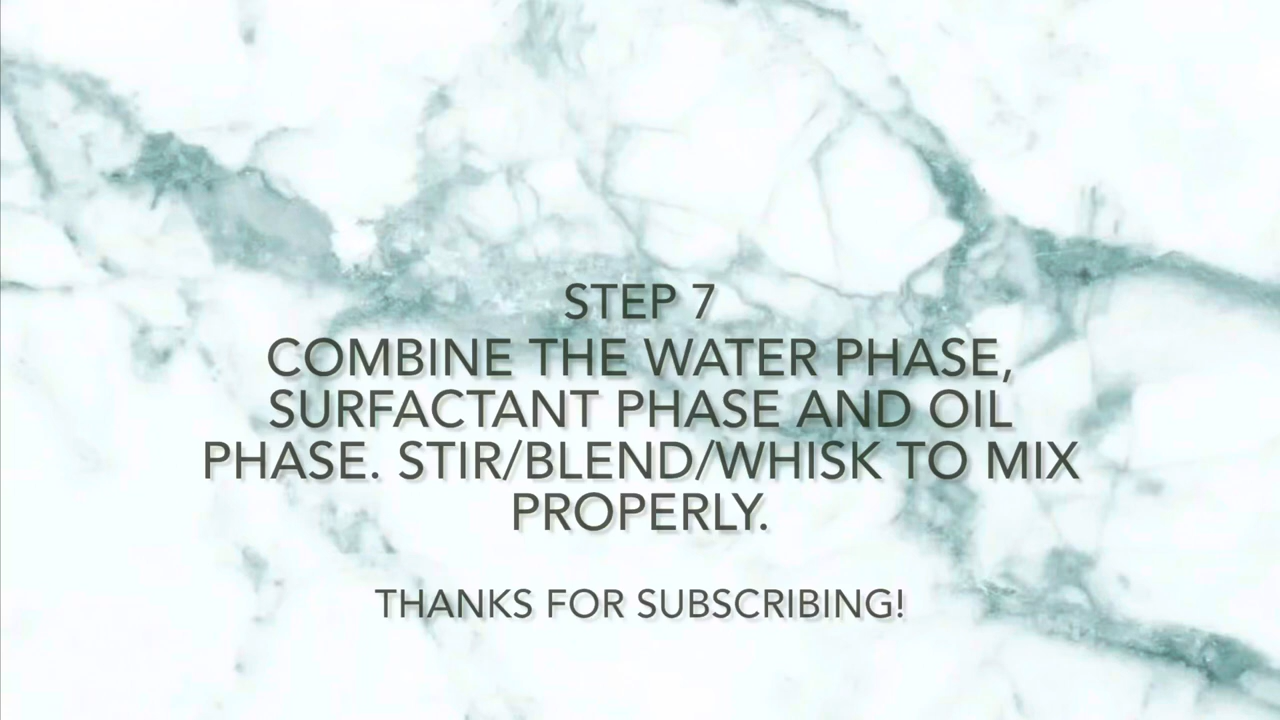 STEP 7
COMBINE THE WATER PHASE,
SURFACTANT PHASE AND OIL
PHASE. STIR/BLEND/WHISK TO MIX
PROPERLY.
THANKS FOR SUBSCRIBING!